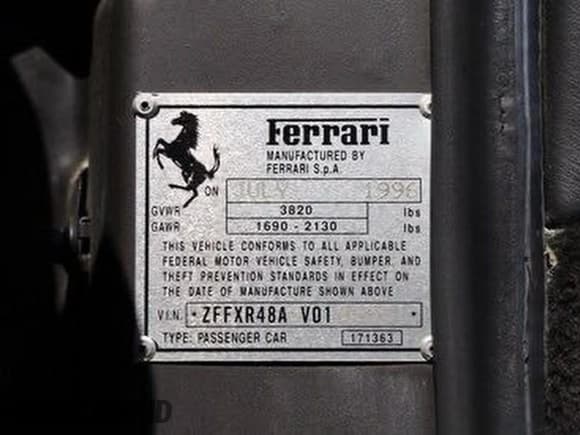 Ferrari
MANUFACTURED BY
FERRARI S.p.A
ON JULY 1996
GVWR 3820 lbs
GAWR 1690 - 2130 lbs
THIS VEHICLE CONFORMS TO ALL APPLICABLE
FEDERAL MOTOR VEHICLE SAFETY, BUMPER, AND
THEFT PREVENTION STANDARDS IN EFFECT ON
THE DATE OF MANUFACTURE SHOWN ABOVE
V.I.N. *ZFFXR48A V01 *
TYPE: PASSENGER CAR 171363